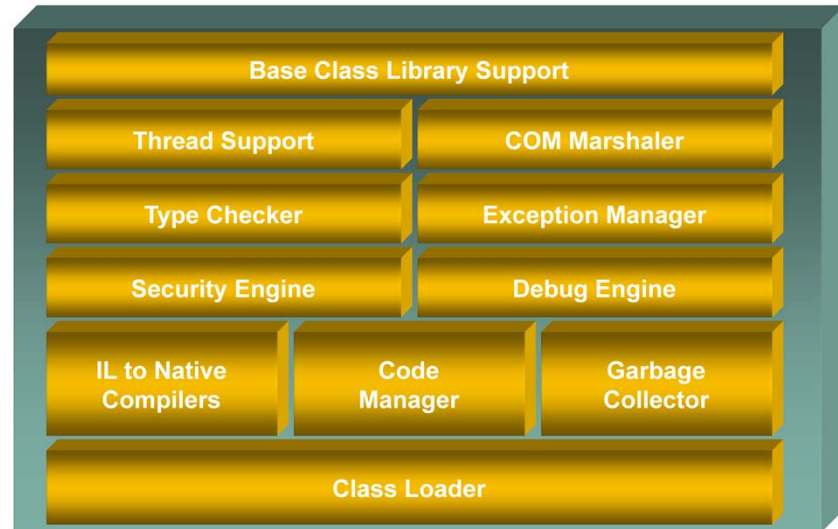 Base Class Library Support
Thread Support
COM Marshaler
Type Checker
Exception Manager
Security Engine
Debug Engine
IL to Native
Compilers
Code
Manager
Garbage
Collector
Class Loader